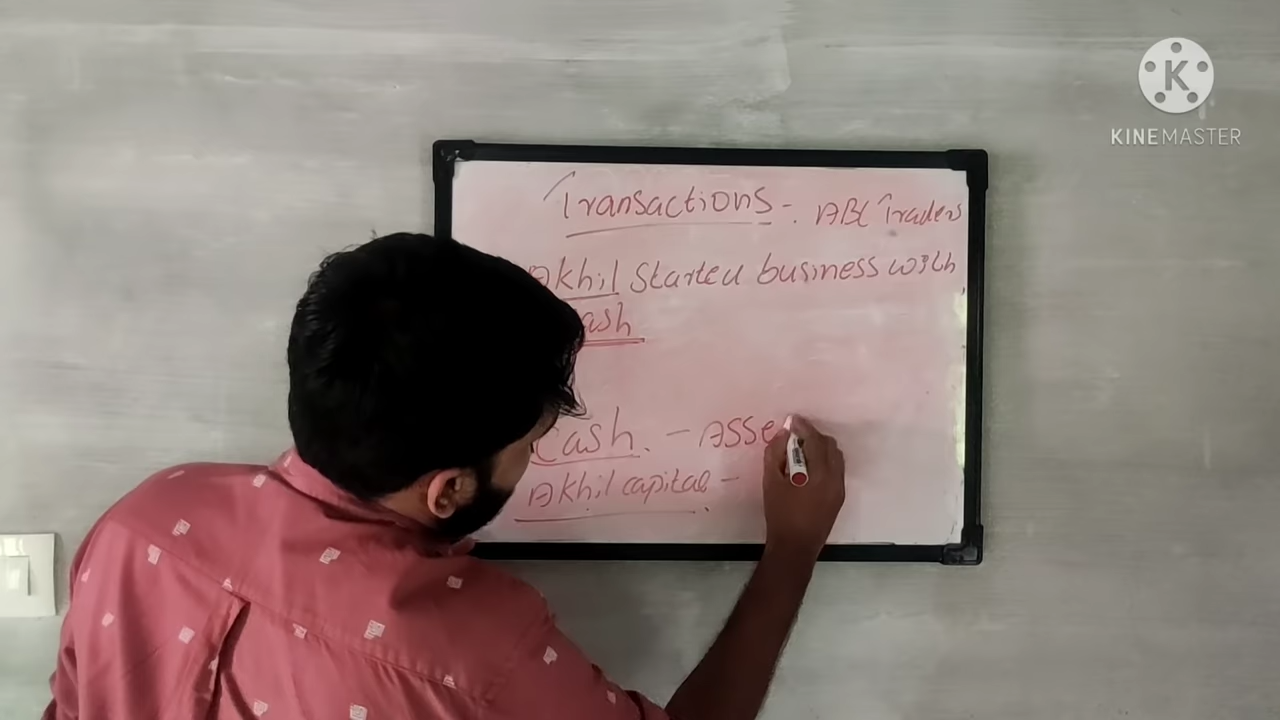 Transactions -. ABC Traders
Akhil started business with
cash
Cash. - Asse
Akhil capital -
K
KINEMASTER